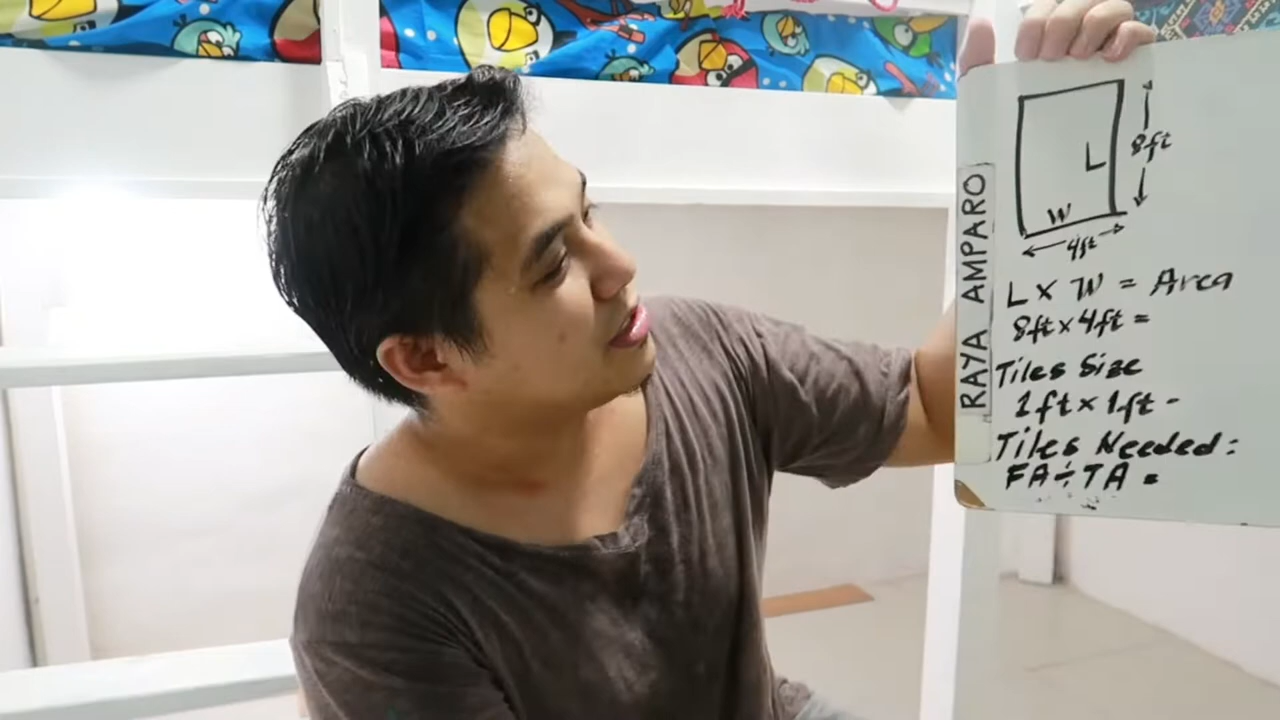 RAYA AMPARO
L
8ft
W
4ft
L x W = Area
8ft x 4ft =
Tiles Size
1ft x 1ft -
Tiles Needed:
FA ÷ TA =